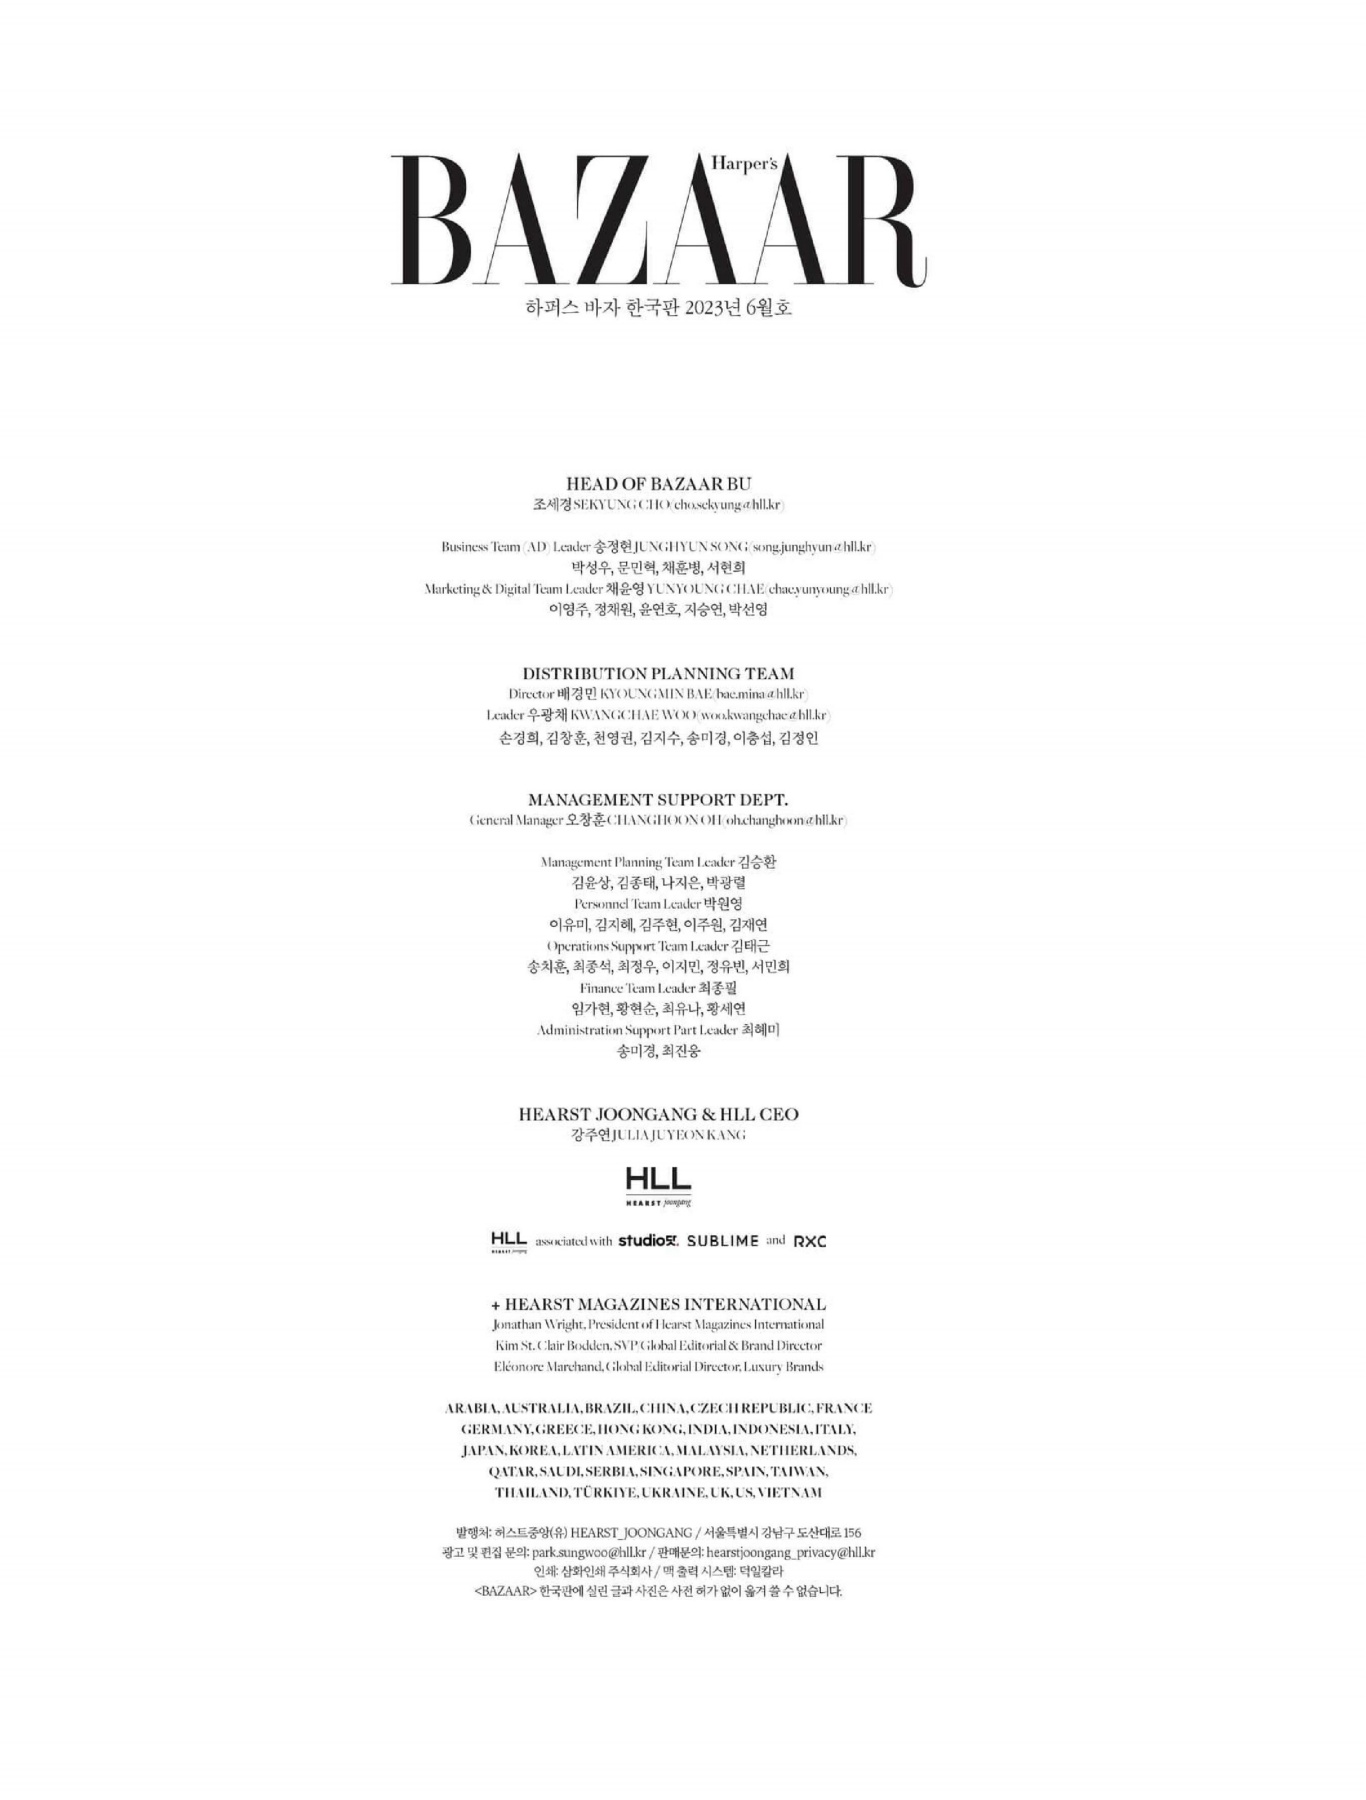 Harper's
BAZAAR
하퍼스 바자 한국판 2023년 6월호
HEAD OF BAZAAR BU
조세경 SEKYUNG CHO(cho.sekyung@hll.kr)
Business Team (AD) Leader 송정현 JUNGHYUN SONG(song.junghyun@hll.kr)
박성우, 문민혁, 채훈병, 서현희
Marketing & Digital Team Leader 채윤영 YUNYOUNG CHAE(chae.yunyoung@hll.kr)
이영주, 정채원, 윤연호, 지승연, 박선영
DISTRIBUTION PLANNING TEAM
Director 배경민 KYOUNGMIN BAE(bae.mina@hll.kr)
Leader 우광채 KWANGCHAE WOO(woo.kwangchae@hll.kr)
손경희, 김창훈, 천영권, 김지수, 송미경, 이충섭, 김정인
MANAGEMENT SUPPORT DEPT.
General Manager 오창훈 CHANGHOON OH(oh.changhoon@hll.kr)
Management Planning Team Leader 김승환
김윤상, 김종태, 나지은, 박광렬
Personnel Team Leader 박원영
이유미, 김지혜, 김주현, 이주원, 김재연
Operations Support Team Leader 김태근
송치훈, 최종석, 최정우, 이지민, 정유빈, 서민희
Finance Team Leader 최종필
임가현, 황현순, 최유나, 황세연
Administration Support Part Leader 최혜미
송미경, 최진웅
HEARST JOONGANG & HLL CEO
강주연 JULIA JUYEON KANG
HLL
HEARST joongang
HLL associated with studio닷. SUBLIME and RXC
HEARST joongang
+ HEARST MAGAZINES INTERNATIONAL
Jonathan Wright, President of Hearst Magazines International
Kim St. Clair Bodden, SVP/Global Editorial & Brand Director
Eléonore Marchand, Global Editorial Director, Luxury Brands
ARABIA, AUSTRALIA, BRAZIL, CHINA, CZECH REPUBLIC, FRANCE
GERMANY, GREECE, HONG KONG, INDIA, INDONESIA, ITALY,
JAPAN, KOREA, LATIN AMERICA, MALAYSIA, NETHERLANDS,
QATAR, SAUDI, SERBIA, SINGAPORE, SPAIN, TAIWAN,
THAILAND, TÜRKIYE, UKRAINE, UK, US, VIETNAM
발행처: 허스트중앙(유) HEARST_JOONGANG / 서울특별시 강남구 도산대로 156
광고 및 편집 문의: park.sungwoo@hll.kr / 판매문의: hearstjoongang_privacy@hll.kr
인쇄: 삼화인쇄 주식회사 / 맥 출력 시스템: 덕일칼라
<BAZAAR> 한국판에 실린 글과 사진은 사전 허가 없이 옮겨 쓸 수 없습니다.